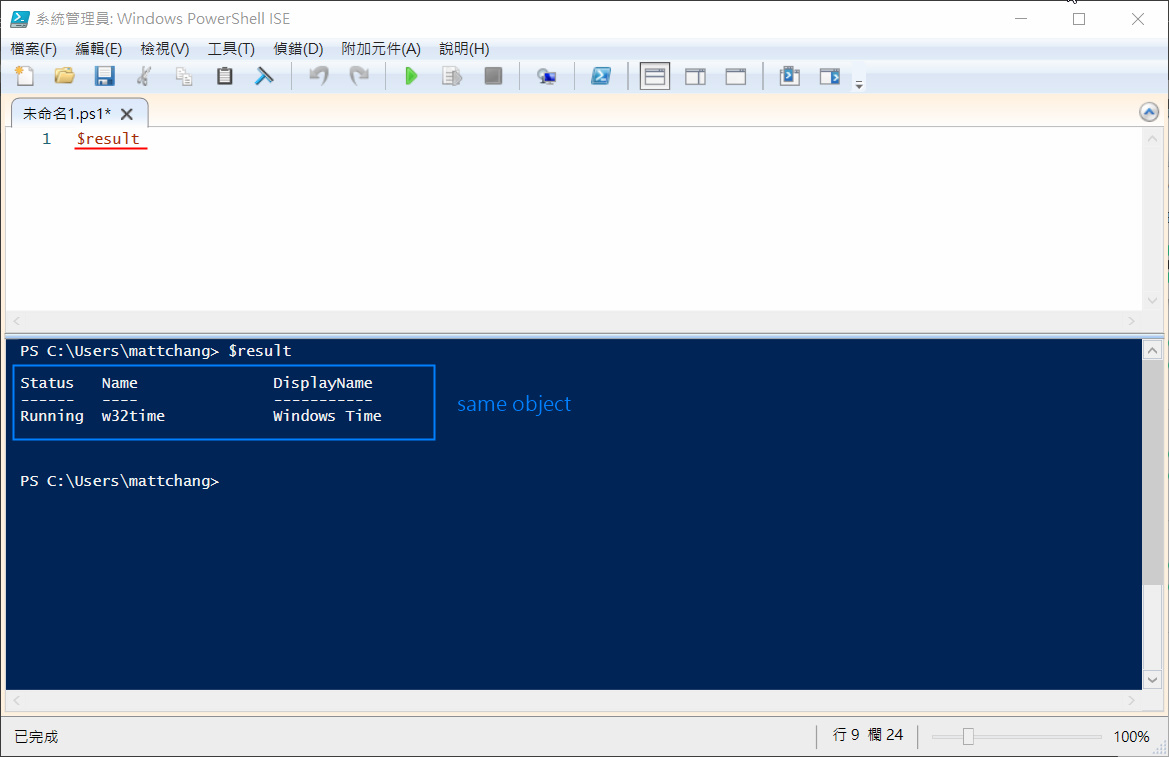 系統管理員: Windows PowerShell ISE
檔案(F) 編輯(E) 檢視(V) 工具(T) 偵錯(D) 附加元件(A) 說明(H)
未命名1.ps1*
1 $result
PS C:\Users\mattchang> $result
Status Name DisplayName
------ ---- -----------
Running w32time Windows Time
same object
PS C:\Users\mattchang>
已完成 行 9 欄 24 100%